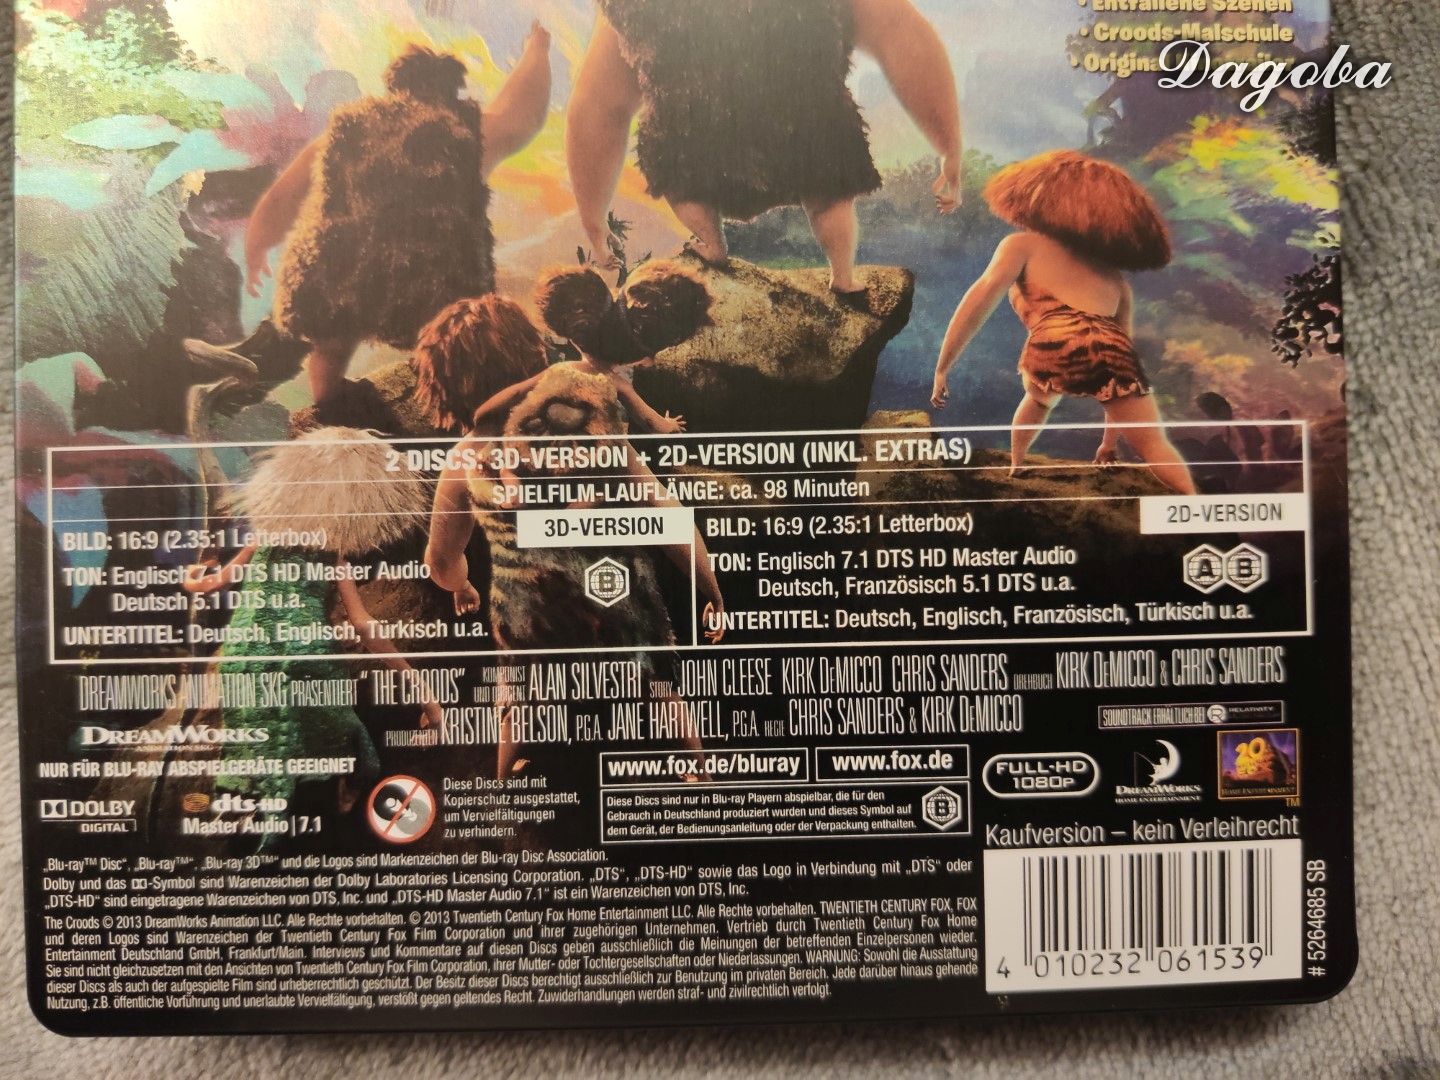 • Entfallene Szenen
• Croods-Malschule
Dagoba
2 DISCS: 3D-VERSION + 2D-VERSION (INKL. EXTRAS)
SPIELFILM-LAUFLÄNGE: ca. 98 Minuten
3D-VERSION
BILD: 16:9 (2.35:1 Letterbox)
TON: Englisch 7.1 DTS HD Master Audio
Deutsch 5.1 DTS u.a.
B
UNTERTITEL: Deutsch, Englisch, Türkisch u.a.
2D-VERSION
BILD: 16:9 (2.35:1 Letterbox)
TON: Englisch 7.1 DTS HD Master Audio
Deutsch, Französisch 5.1 DTS u.a.
A B
UNTERTITEL: Deutsch, Englisch, Französisch, Türkisch u.a.
DREAMWORKS ANIMATION SKG PRÄSENTIERT "THE CROODS" KOMPONIST UND DIRIGENT ALAN SILVESTRI STORY JOHN CLEESE KIRK DeMICCO CHRIS SANDERS DREHBUCH KIRK DeMICCO & CHRIS SANDERS
PRODUZENTEN KRISTINE BELSON, P.G.A. JANE HARTWELL, P.G.A. REGIE CHRIS SANDERS & KIRK DeMICCO
SOUNDTRACK ERHÄLTLICH BEI R RELATIVITY
DREAMWORKS
ANIMATION SKG
NUR FÜR BLU-RAY ABSPIELGERÄTE GEEIGNET
DOLBY
DIGITAL
dts-HD
Master Audio | 7.1
Diese Discs sind mit
Kopierschutz ausgestattet,
um Vervielfältigungen
zu verhindern.
www.fox.de/bluray
www.fox.de
Diese Discs sind nur in Blu-ray Playern abspielbar, die für den
Gebrauch in Deutschland produziert wurden und dieses Symbol auf
dem Gerät, der Bedienungsanleitung oder der Verpackung enthalten.
B
FULL-HD
1080P
DREAMWORKS
HOME ENTERTAINMENT
20
HOME ENTERTAINMENT
TM
Kaufversion – kein Verleihrecht
„Blu-ray™ Disc“, „Blu-ray™“, „Blu-ray 3D™“ und die Logos sind Markenzeichen der Blu-ray Disc Association.
Dolby und das DD-Symbol sind Warenzeichen der Dolby Laboratories Licensing Corporation. „DTS“, „DTS-HD“ sowie das Logo in Verbindung mit „DTS“ oder
„DTS-HD“ sind eingetragene Warenzeichen von DTS, Inc. und „DTS-HD Master Audio 7.1“ ist ein Warenzeichen von DTS, Inc.
The Croods © 2013 DreamWorks Animation LLC. Alle Rechte vorbehalten. © 2013 Twentieth Century Fox Home Entertainment LLC. Alle Rechte vorbehalten. TWENTIETH CENTURY FOX, FOX
und deren Logos sind Warenzeichen der Twentieth Century Fox Film Corporation und ihrer zugehörigen Unternehmen. Vertrieb durch Twentieth Century Fox Home
Entertainment Deutschland GmbH, Frankfurt/Main. Interviews und Kommentare auf diesen Discs geben ausschließlich die Meinungen der betreffenden Einzelpersonen wieder.
Sie sind nicht gleichzusetzen mit den Ansichten von Twentieth Century Fox Film Corporation, ihrer Mutter- oder Tochtergesellschaften oder Niederlassungen. WARNUNG: Sowohl die Ausstattung
dieser Discs als auch der aufgespielte Film sind urheberrechtlich geschützt. Der Besitz dieser Discs berechtigt ausschließlich zur Benutzung im privaten Bereich. Jede darüber hinaus gehende
Nutzung, z.B. öffentliche Vorführung und unerlaubte Vervielfältigung, verstößt gegen geltendes Recht. Zuwiderhandlungen werden straf- und zivilrechtlich verfolgt.
4 010232 061539
# 5264685 SB